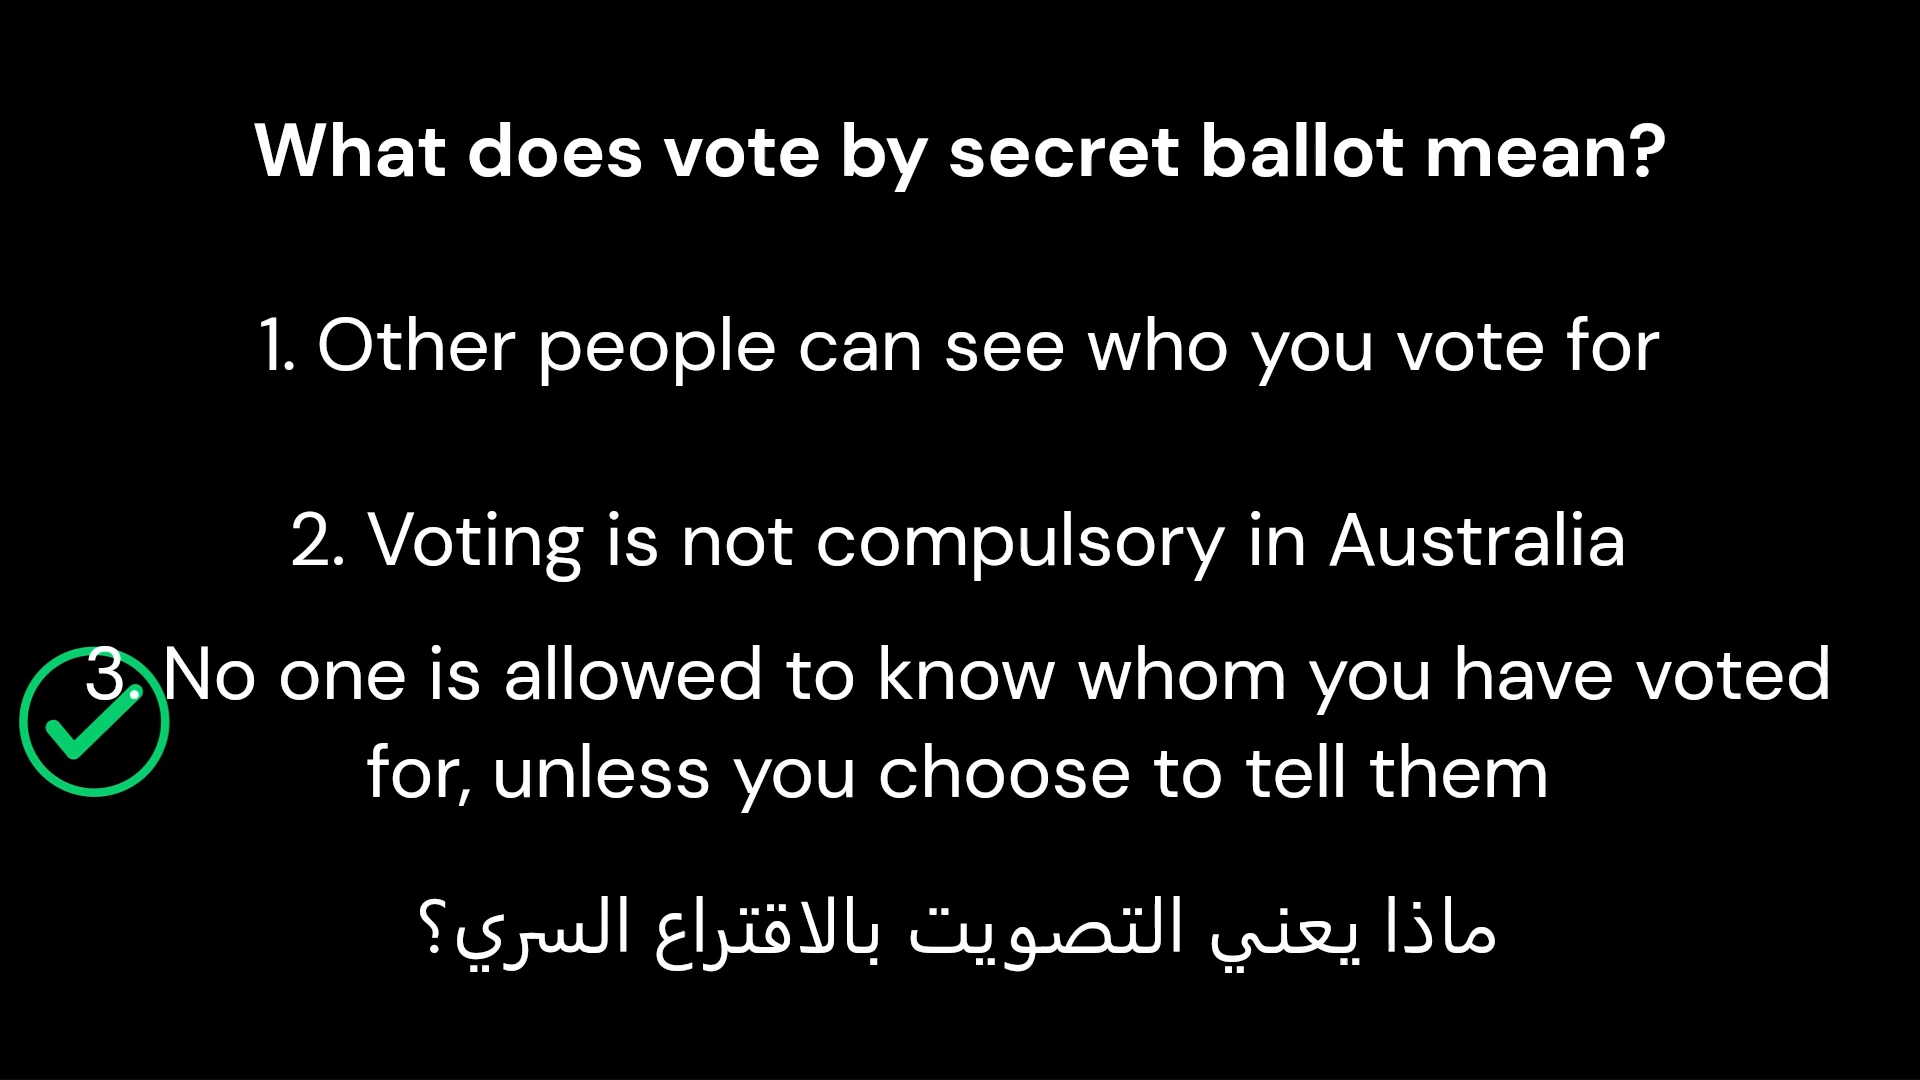 What does vote by secret ballot mean?
1. Other people can see who you vote for
2. Voting is not compulsory in Australia
3. No one is allowed to know whom you have voted
for, unless you choose to tell them
ماذا يعني التصويت بالاقتراع السري؟